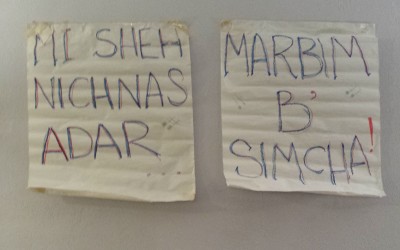 MI SHEH
NICHNAS
ADAR
MARBIM
B'
SIMCHA!